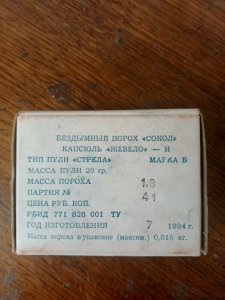 БЕЗДЫМНЫЙ ПОРОХ «СОКОЛ»
КАПСЮЛЬ «ЖЕВЕЛО» — Н
ТИП ПУЛИ «СТРЕЛА» МАРКА В
МАССА ПУЛИ 20 гр.
МАССА ПОРОХА 1,8
ПАРТИЯ № 41
ЦЕНА РУБ. КОП.
РБИД 771 828 001 ТУ
ГОД ИЗГОТОВЛЕНИЯ 7 1994 г.
Масса пороха в упаковке (максим.) 0,016 кг.